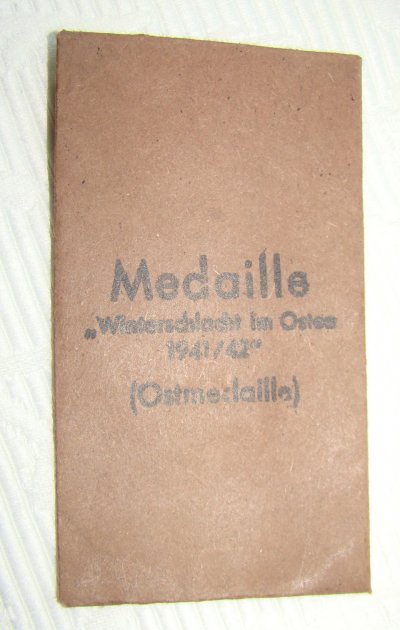 Medaille
„Winterschlacht im Osten
1941/42"
(Ostmedaille)